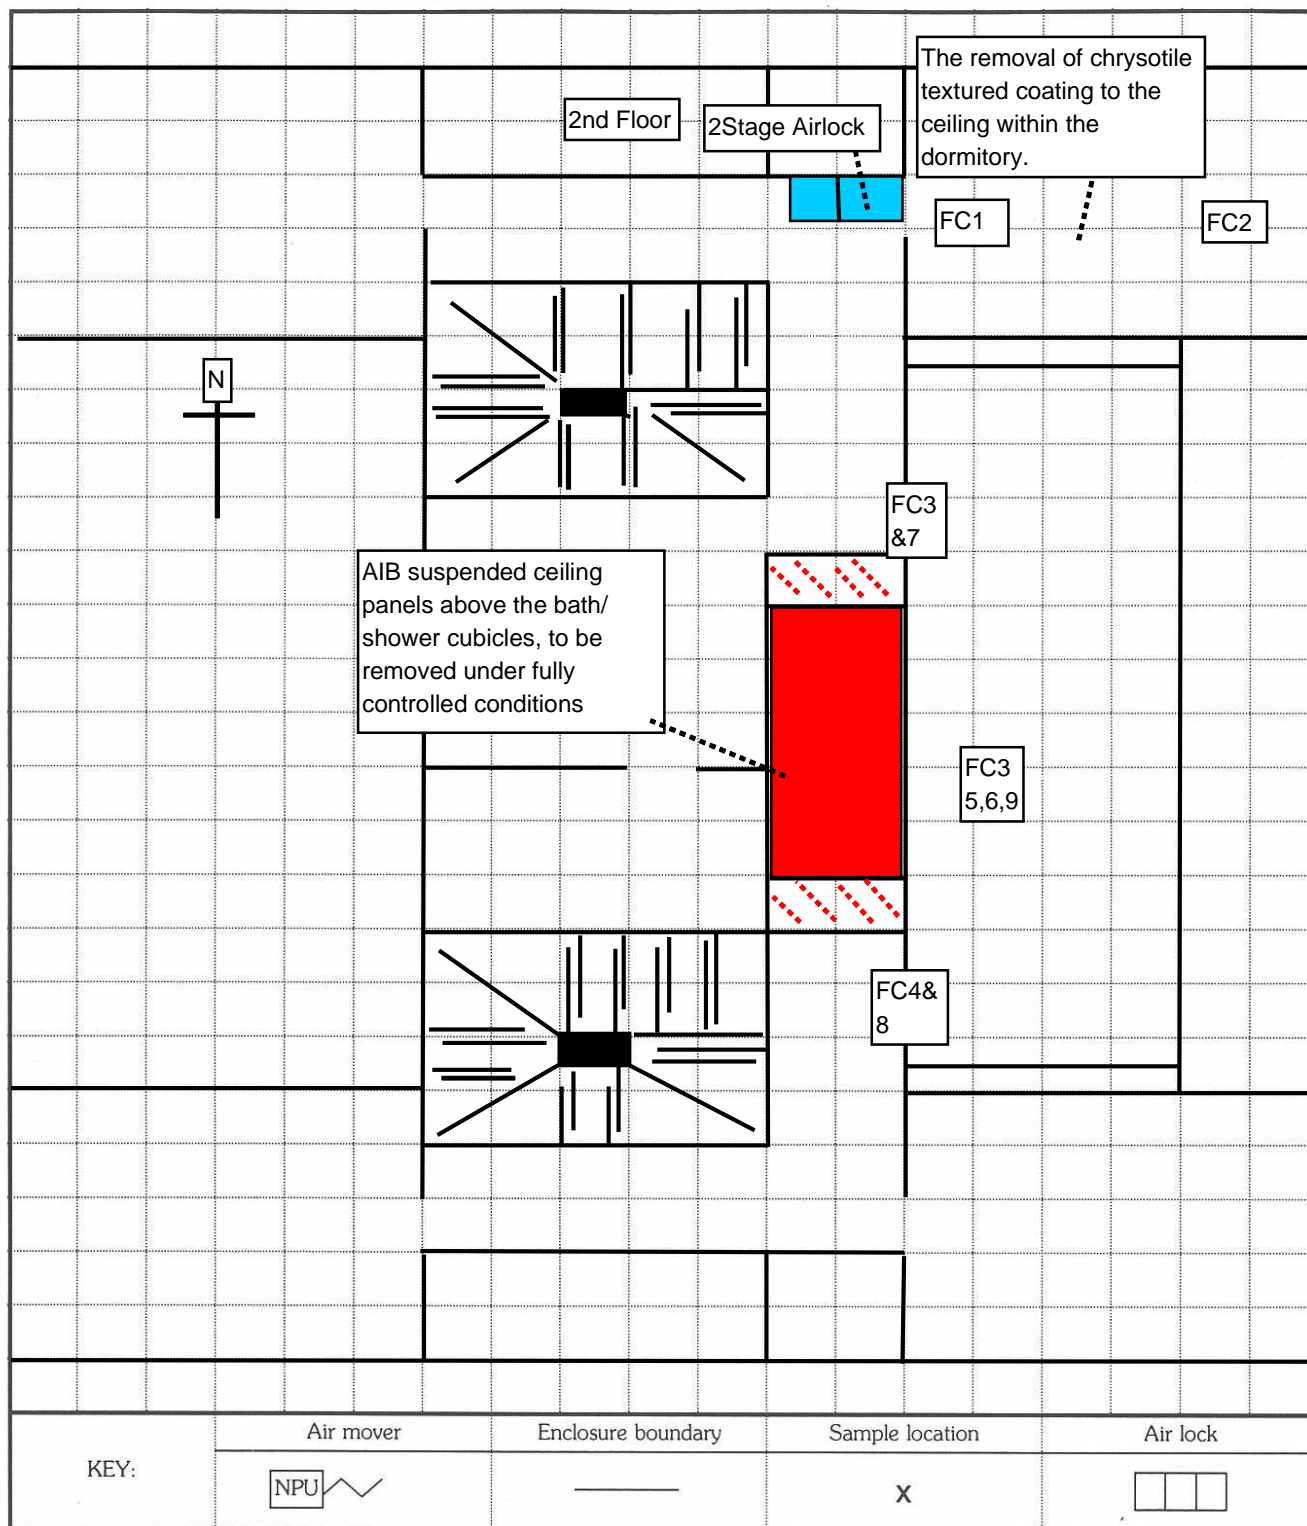 The removal of chrysotile
textured coating to the
ceiling within the
dormitory.
2nd Floor
2Stage Airlock
FC1
FC2
N
FC3
&7
AIB suspended ceiling
panels above the bath/
shower cubicles, to be
removed under fully
controlled conditions
FC3
5,6,9
FC4&
8
KEY:
Air mover
Enclosure boundary
Sample location
Air lock
NPU
x